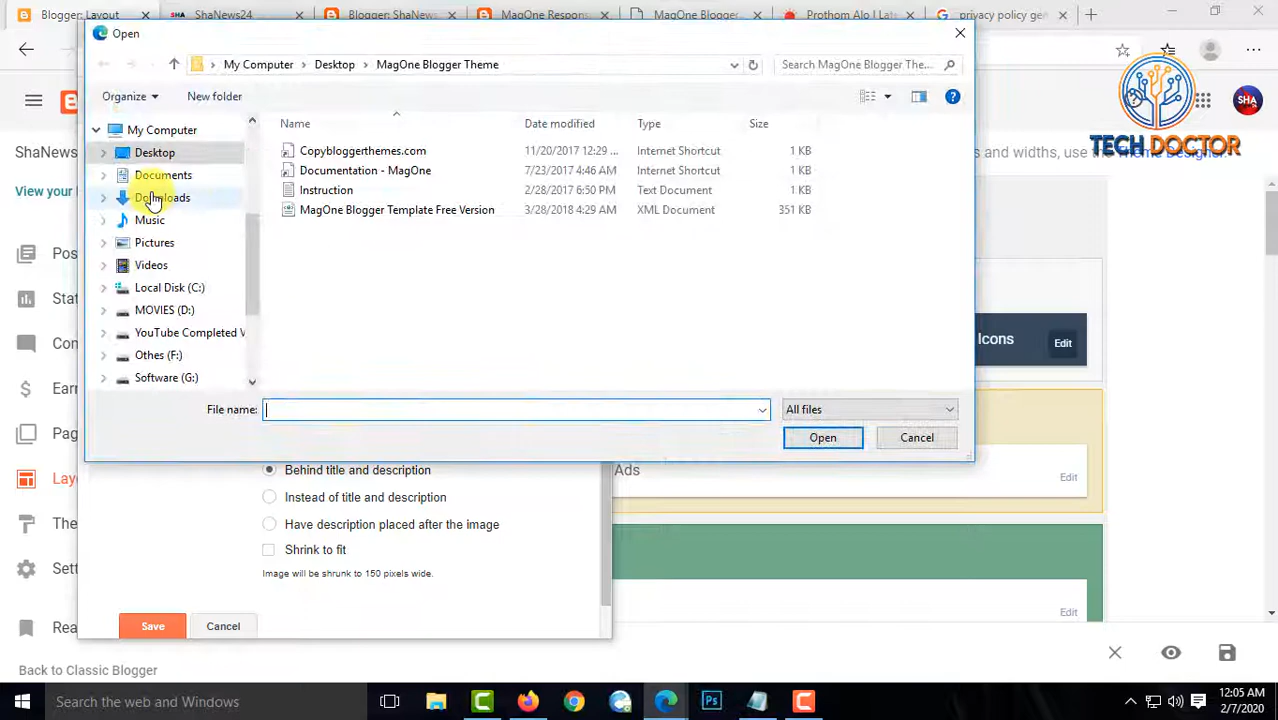 Blogger: Layout
ShaNews24
Blogger: ShaNews
MagOne Respons
MagOne Blogger
Prothom Alo | Late
privacy policy gen
Open
My Computer > Desktop > MagOne Blogger Theme
Search MagOne Blogger The...
Organize
New folder
SHA
TECH DOCTOR
My Computer
Desktop
Documents
Downloads
Music
Pictures
Videos
Local Disk (C:)
MOVIES (D:)
YouTube Completed V
Othes (F:)
Software (G:)
Name Date modified Type Size
11/20/2017 12:29 ... Internet Shortcut 1 KB
Documentation - MagOne 7/23/2017 4:46 AM Internet Shortcut 1 KB
Instruction 2/28/2017 6:50 PM Text Document 1 KB
MagOne Blogger Template Free Version 3/28/2018 4:29 AM XML Document 351 KB
File name:
All files
Open
Cancel
ShaNews24
View your
and widths, use the Theme Designer.
Pos
Stat
Com
Earn
Pag
Layo
The
Sett
Rea
Back to Classic Blogger
Icons
Edit
Ads
Edit
Edit
Behind title and description
Instead of title and description
Have description placed after the image
Shrink to fit
Image will be shrunk to 150 pixels wide.
Save
Cancel
Search the web and Windows
12:05 AM
2/7/2020